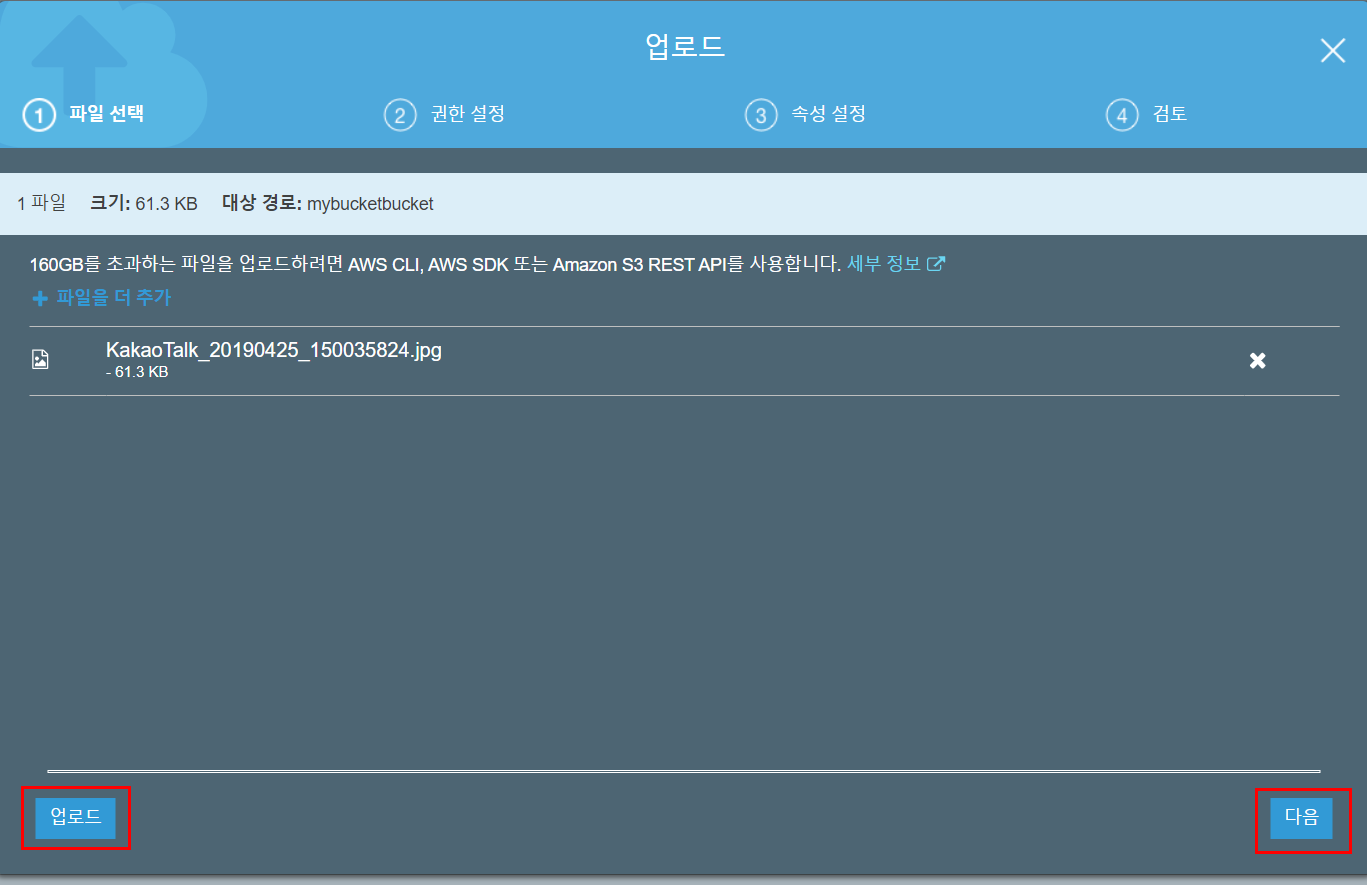 업로드
1 파일 선택
2 권한 설정
3 속성 설정
4 검토
1 파일 크기: 61.3 KB 대상 경로: mybucketbucket
160GB를 초과하는 파일을 업로드하려면 AWS CLI, AWS SDK 또는 Amazon S3 REST API를 사용합니다. 세부 정보
+ 파일을 더 추가
KakaoTalk_20190425_150035824.jpg
- 61.3 KB
업로드
다음